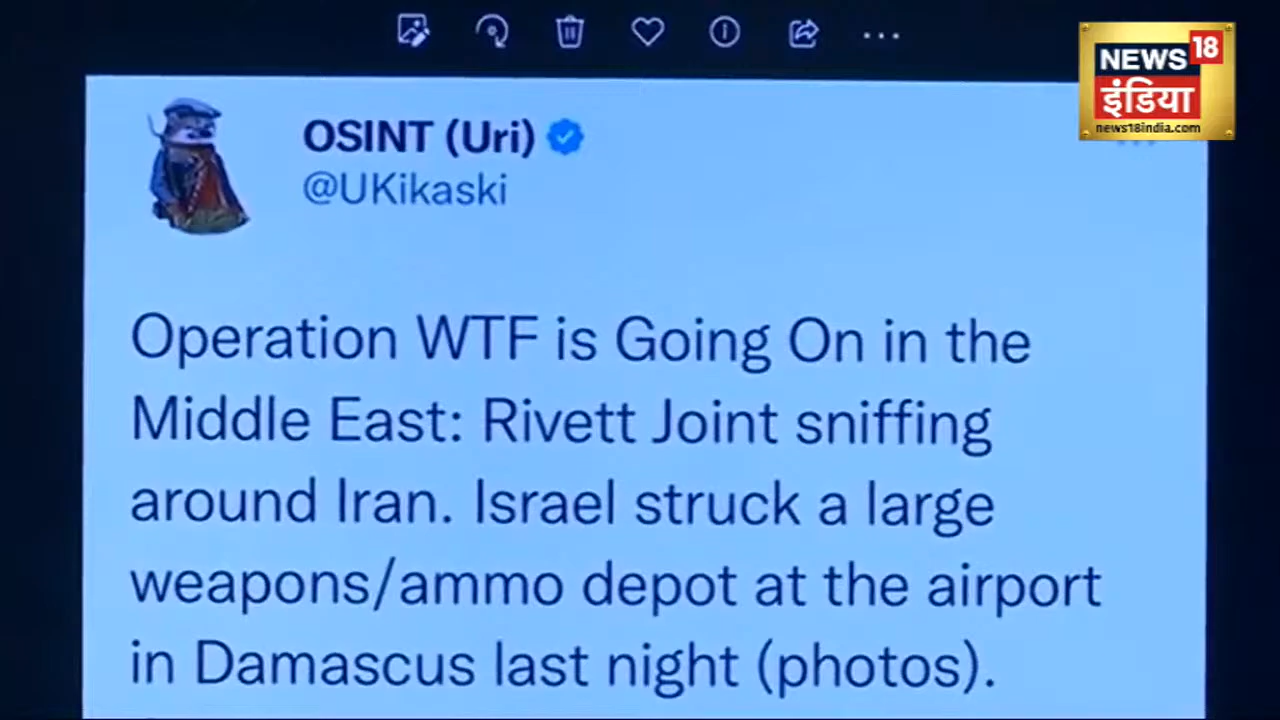 NEWS 18
इंडिया
news18india.com
OSINT (Uri)
@UKikaski
Operation WTF is Going On in the
Middle East: Rivett Joint sniffing
around Iran. Israel struck a large
weapons/ammo depot at the airport
in Damascus last night (photos).